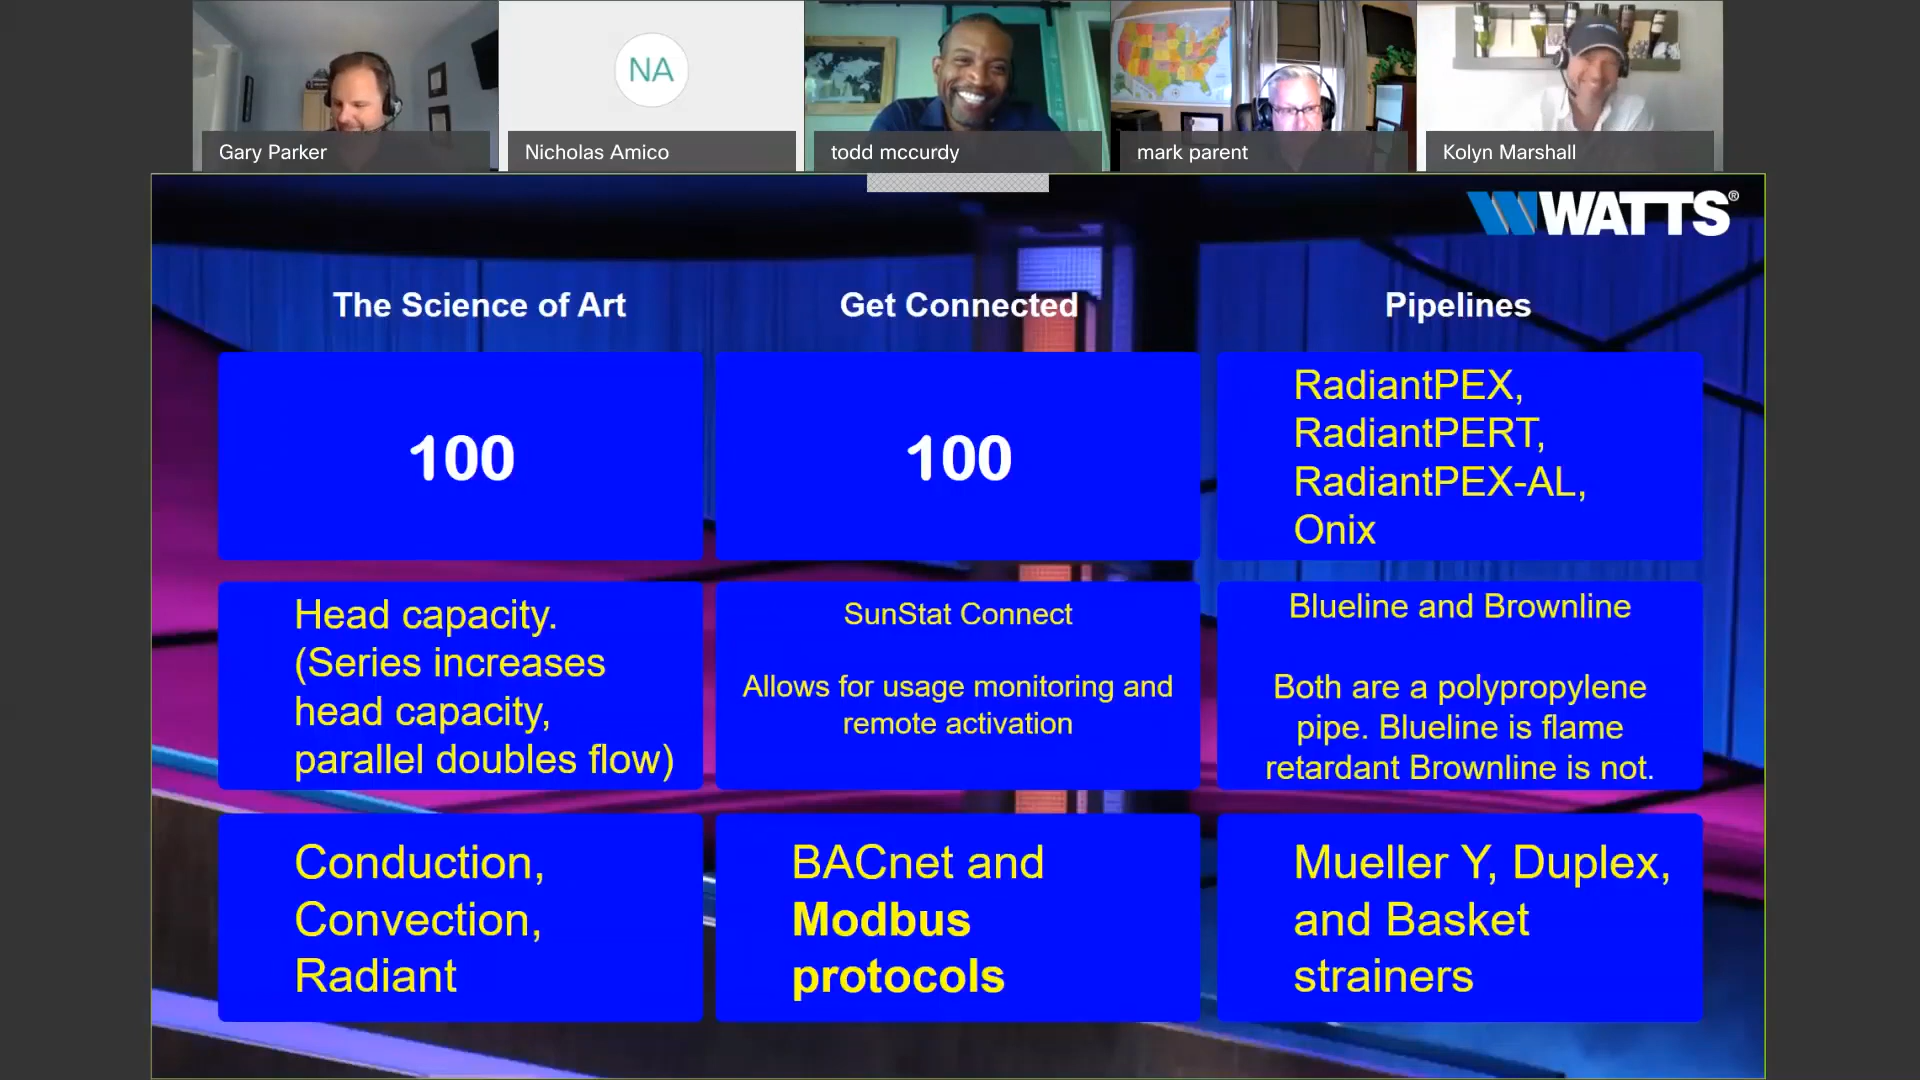 Gary Parker
NA
Nicholas Amico
todd mccurdy
mark parent
Kolyn Marshall
WATTS®
The Science of Art
Get Connected
Pipelines
100
100
RadiantPEX,
RadiantPERT,
RadiantPEX-AL,
Onix
Head capacity.
(Series increases
head capacity,
parallel doubles flow)
SunStat Connect
Allows for usage monitoring and
remote activation
Blueline and Brownline
Both are a polypropylene
pipe. Blueline is flame
retardant Brownline is not.
Conduction,
Convection,
Radiant
BACnet and
Modbus
protocols
Mueller Y, Duplex,
and Basket
strainers